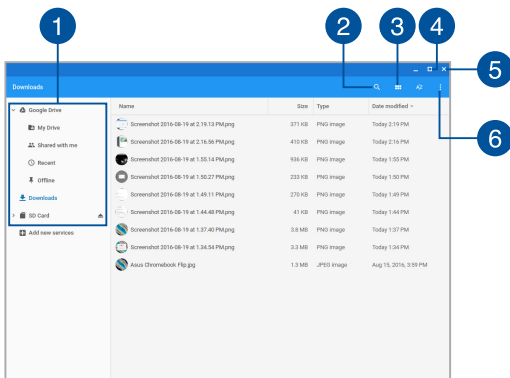 1 2 3 4
5
Downloads AZ
6
Google Drive Name Size Type Date modified
My Drive Screenshot 2016-08-19 at 2.19.13 PM.png 371 KB PNG image Today 2:19 PM
Shared with me Screenshot 2016-08-19 at 2.16.56 PM.png 410 KB PNG image Today 2:16 PM
Recent Screenshot 2016-08-19 at 1.55.14 PM.png 936 KB PNG image Today 1:55 PM
Offline Screenshot 2016-08-19 at 1.50.27 PM.png 233 KB PNG image Today 1:50 PM
Downloads Screenshot 2016-08-19 at 1.49.11 PM.png 270 KB PNG image Today 1:49 PM
SD Card Screenshot 2016-08-19 at 1.44.48 PM.png 41 KB PNG image Today 1:44 PM
Add new services Screenshot 2016-08-19 at 1.37.40 PM.png 3.8 MB PNG image Today 1:37 PM
Screenshot 2016-08-19 at 1.34.54 PM.png 3.3 MB PNG image Today 1:34 PM
Asus Chromebook Flip.jpg 1.3 MB JPEG image Aug 15, 2016, 3:59 PM